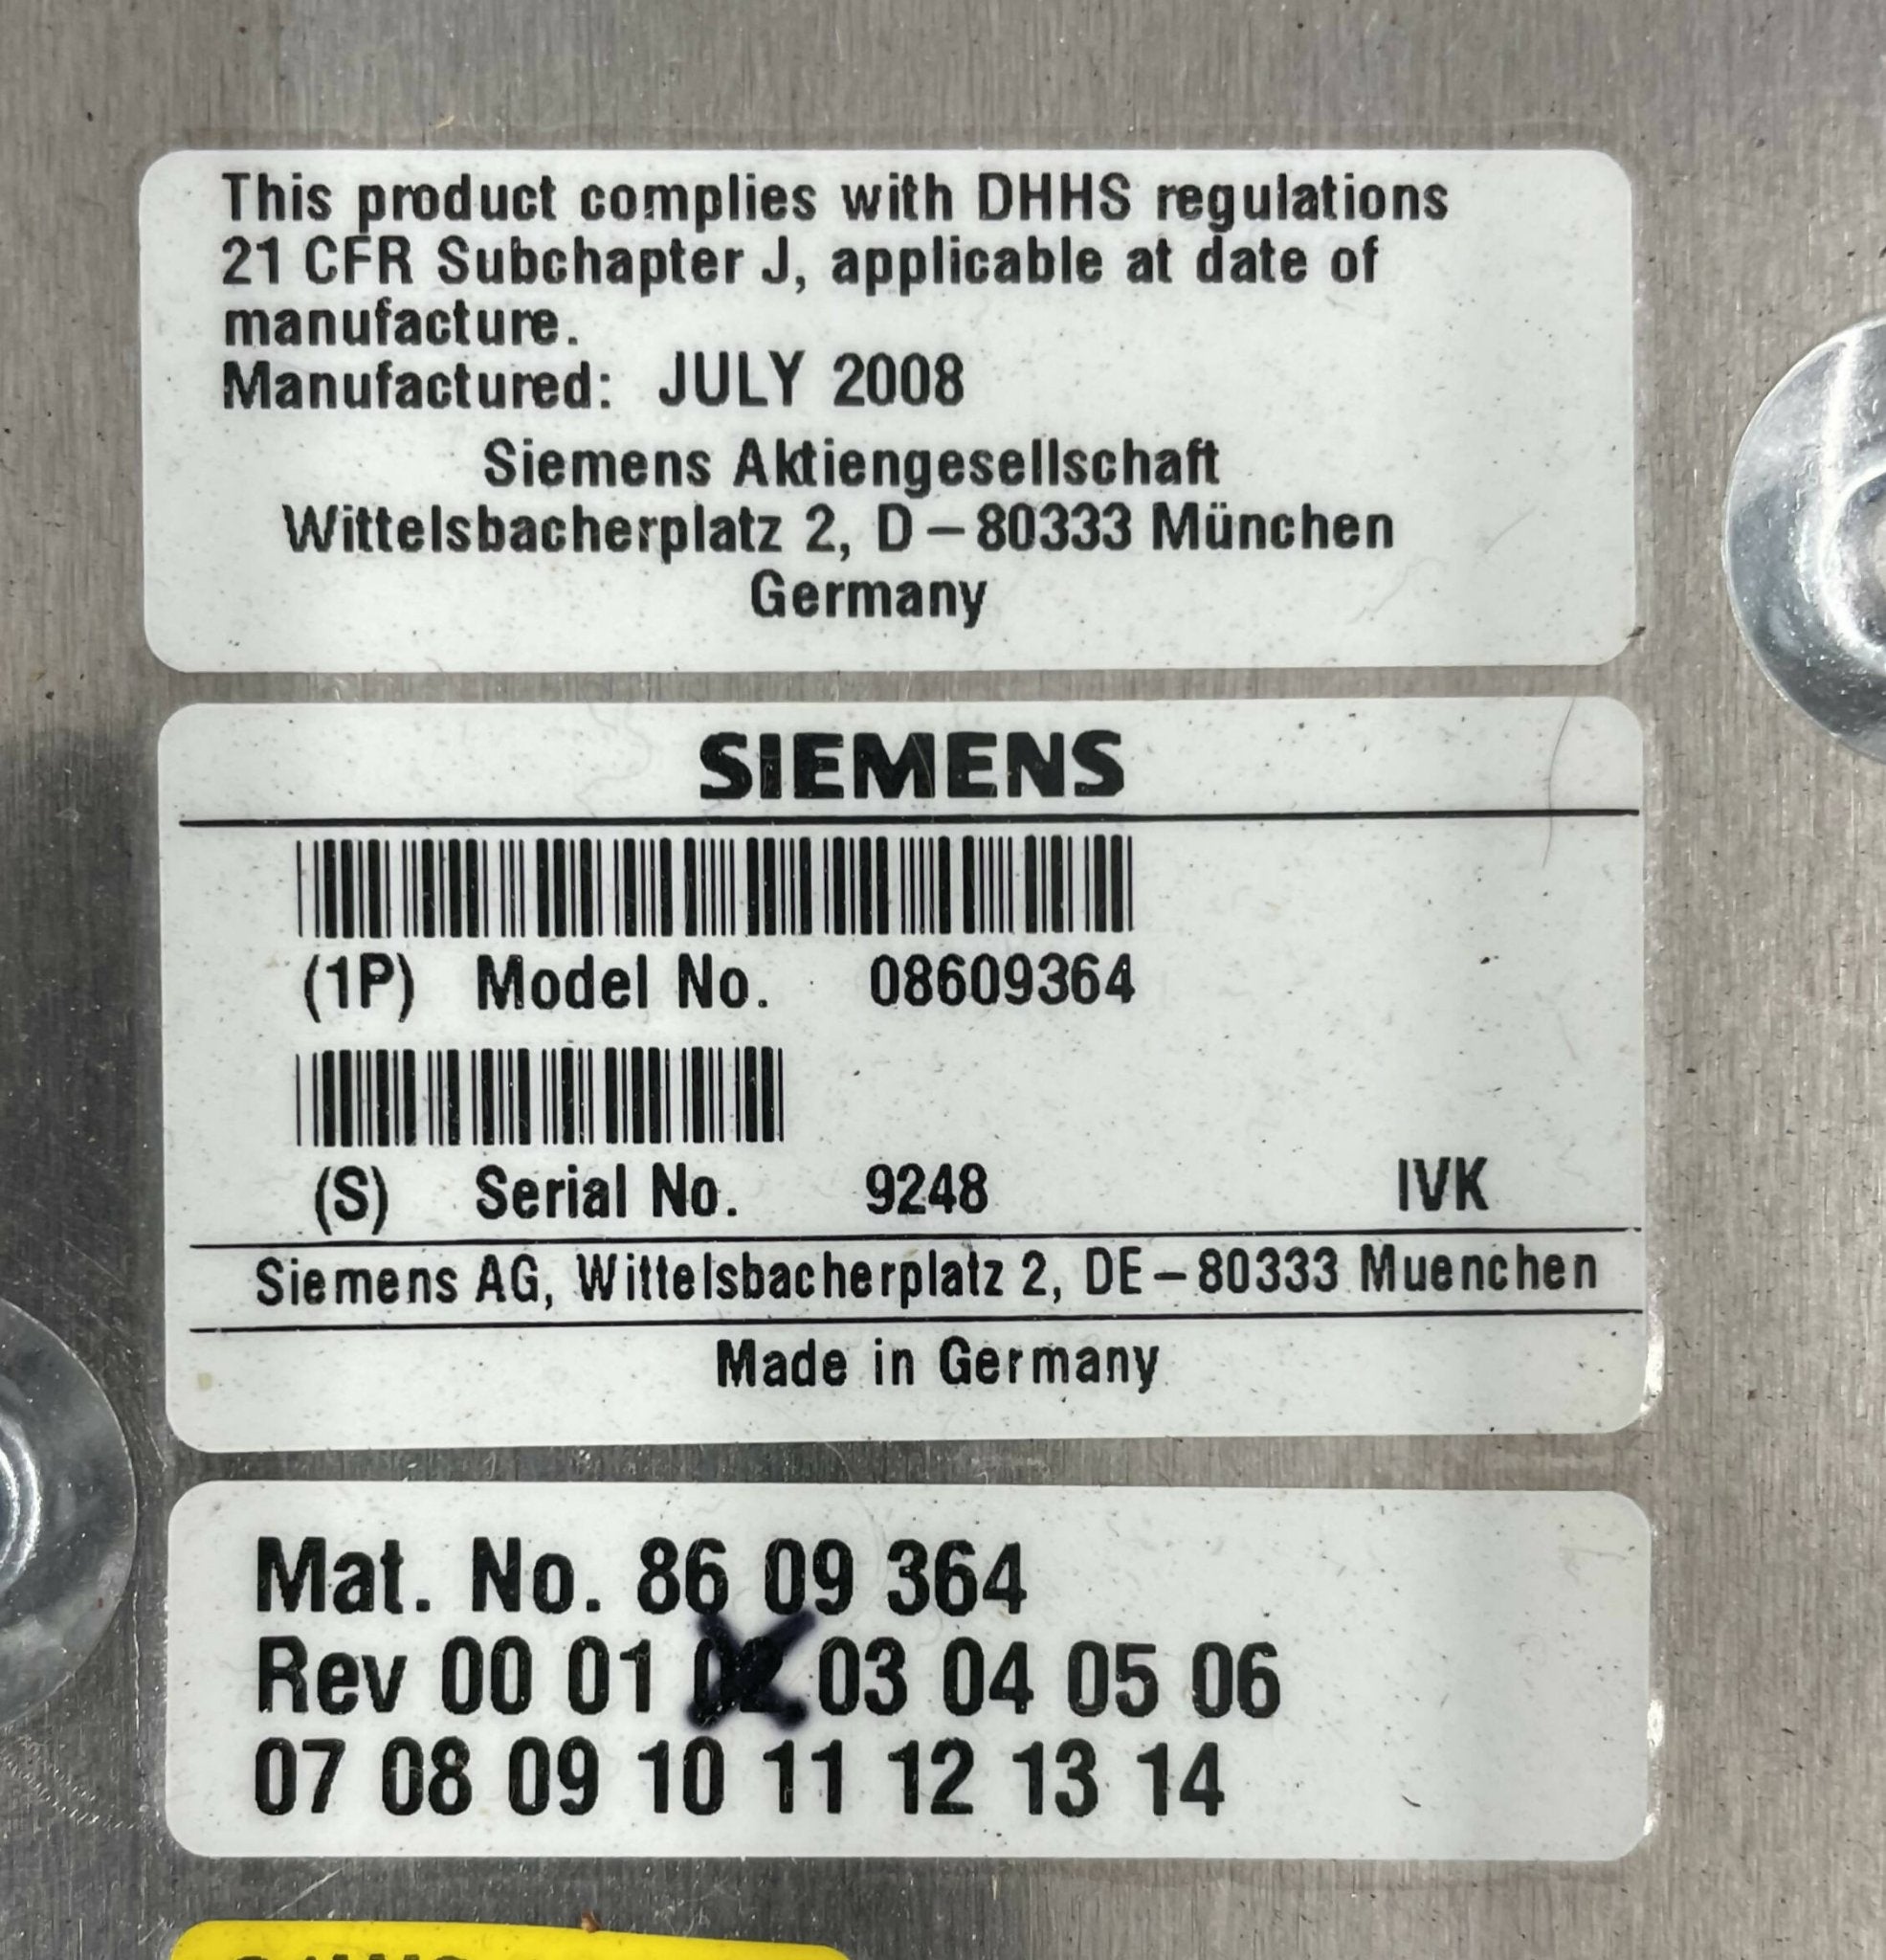 This product complies with DHHS regulations
21 CFR Subchapter J, applicable at date of
manufacture.
Manufactured: JULY 2008
Siemens Aktiengesellschaft
Wittelsbacherplatz 2, D – 80333 München
Germany
SIEMENS
(1P) Model No. 08609364
(S) Serial No. 9248 IVK
Siemens AG, Wittelsbacherplatz 2, DE – 80333 Muenchen
Made in Germany
Mat. No. 86 09 364
Rev 00 01 02 03 04 05 06
07 08 09 10 11 12 13 14